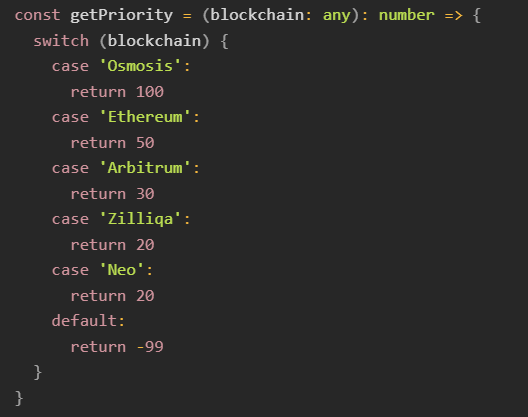 const getPriority = (blockchain: any): number => {
  switch (blockchain) {
    case 'Osmosis':
      return 100
    case 'Ethereum':
      return 50
    case 'Arbitrum':
      return 30
    case 'Zilliqa':
      return 20
    case 'Neo':
      return 20
    default:
      return -99
  }
}